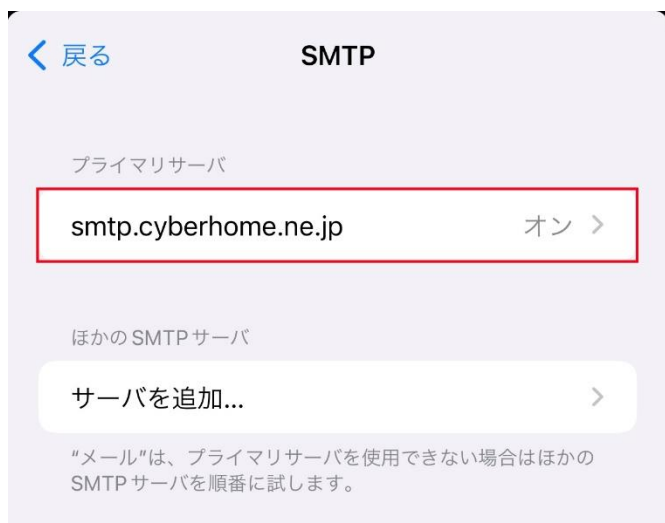 戻る SMTP
プライマリサーバ
smtp.cyberhome.ne.jp オン
ほかのSMTPサーバ
サーバを追加...
“メール”は、プライマリサーバを使用できない場合はほかの
SMTPサーバを順番に試します。